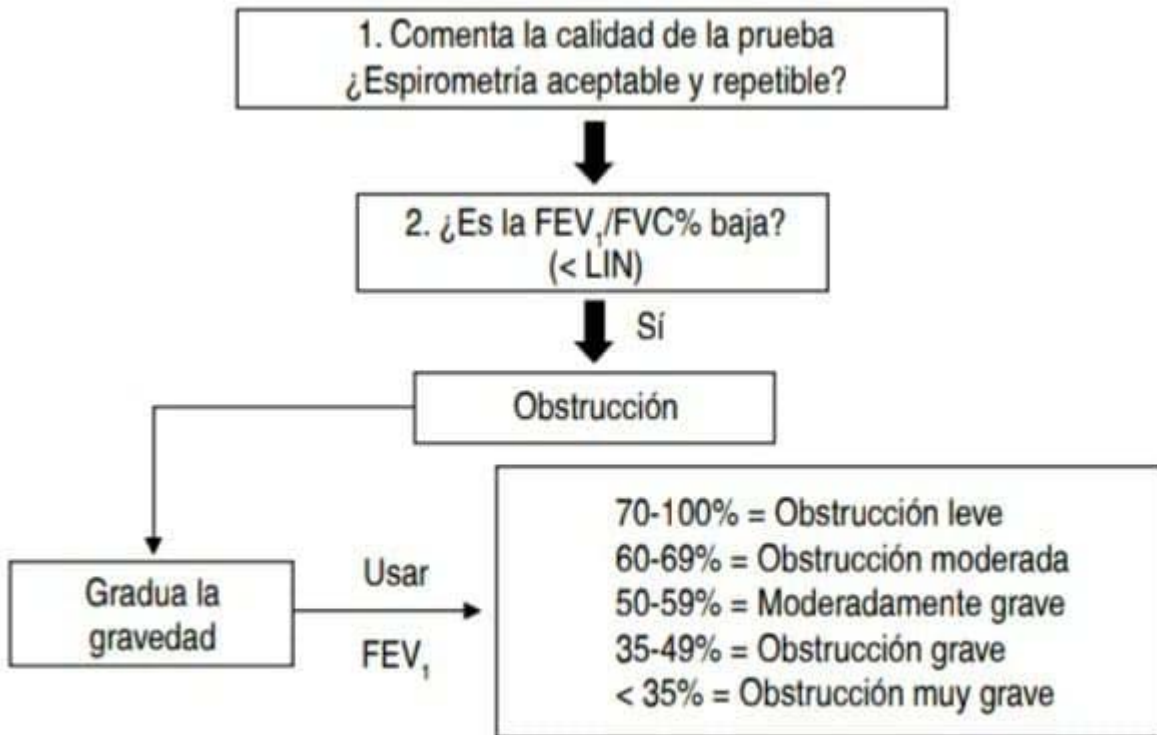 1. Comenta la calidad de la prueba
¿Espirometría aceptable y repetible?
2. ¿Es la FEV₁/FVC% baja?
(< LIN)
Sí
Obstrucción
Gradua la
gravedad
Usar
FEV₁
70-100% = Obstrucción leve
60-69% = Obstrucción moderada
50-59% = Moderadamente grave
35-49% = Obstrucción grave
< 35% = Obstrucción muy grave